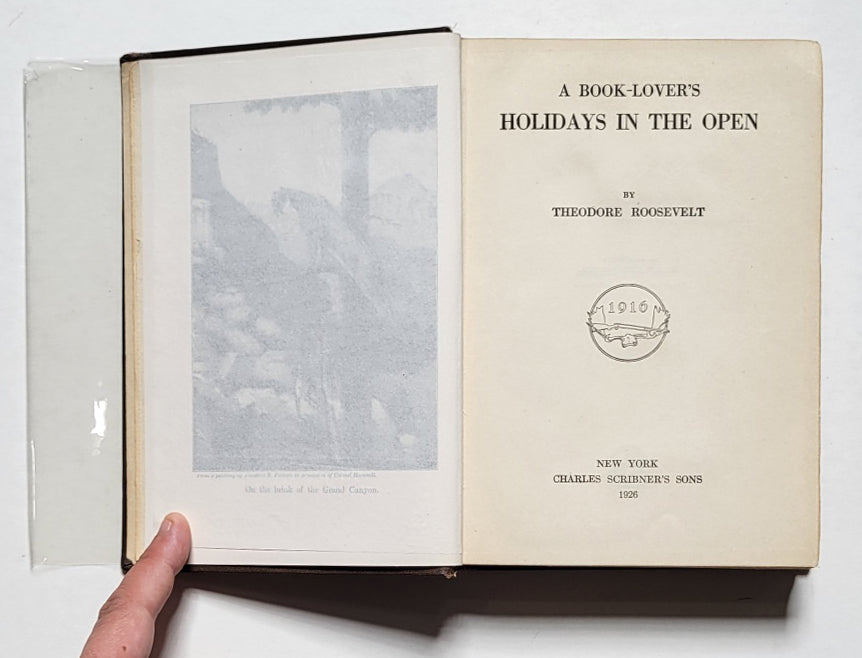 On the brink of the Grand Canyon.
A BOOK-LOVER'S
HOLIDAYS IN THE OPEN
BY
THEODORE ROOSEVELT
1916
NEW YORK
CHARLES SCRIBNER'S SONS
1926